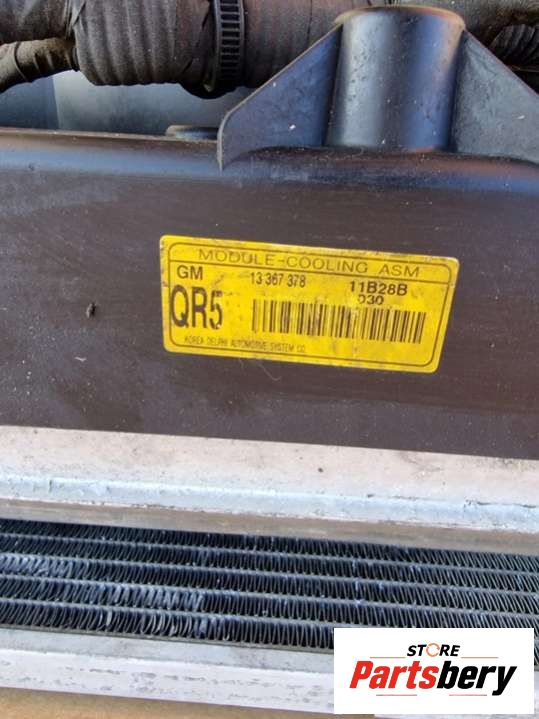 MODULE-COOLING ASM
GM 13 367 378 11B28B
QR5 030
KOREA DELPHI AUTOMOTIVE SYSTEM CO.
STORE
Partsbery